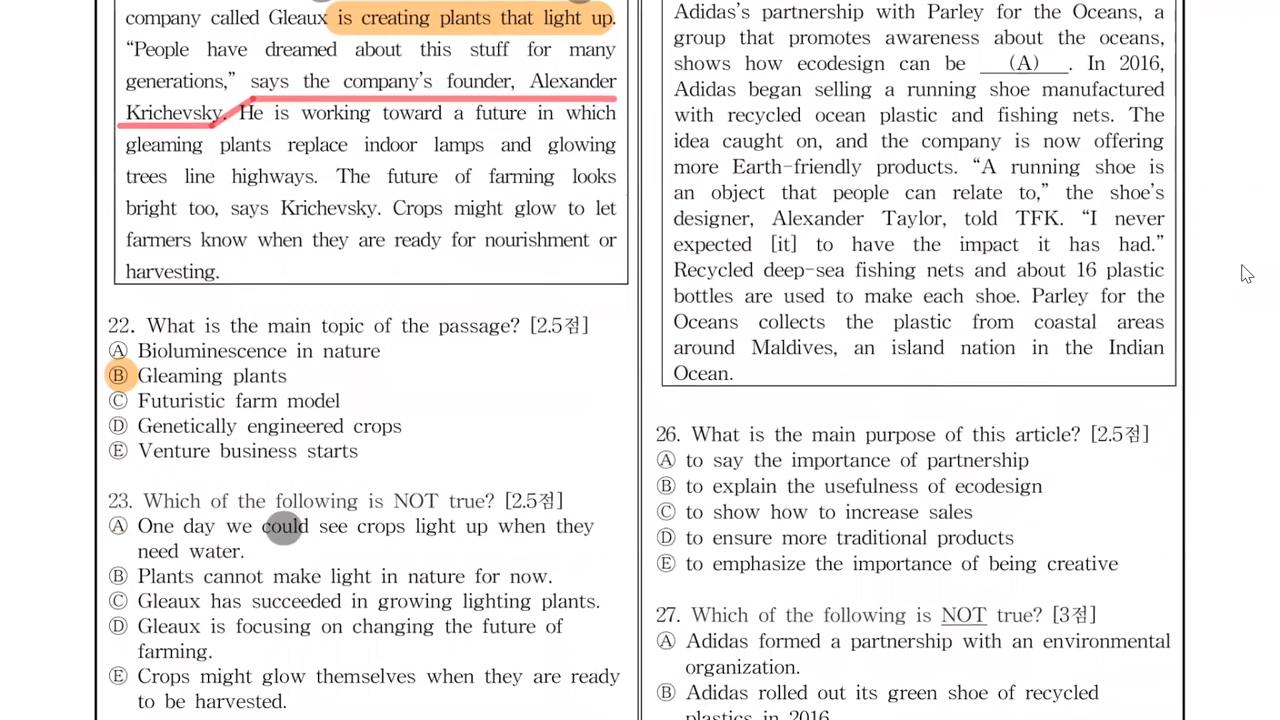 company called Gleaux is creating plants that light up.
“People have dreamed about this stuff for many
generations,” says the company’s founder, Alexander
Krichevsky. He is working toward a future in which
gleaming plants replace indoor lamps and glowing
trees line highways. The future of farming looks
bright too, says Krichevsky. Crops might glow to let
farmers know when they are ready for nourishment or
harvesting.
22. What is the main topic of the passage? [2.5점]
Ⓐ Bioluminescence in nature
Ⓑ Gleaming plants
Ⓒ Futuristic farm model
Ⓓ Genetically engineered crops
Ⓔ Venture business starts
23. Which of the following is NOT true? [2.5점]
Ⓐ One day we could see crops light up when they
need water.
Ⓑ Plants cannot make light in nature for now.
Ⓒ Gleaux has succeeded in growing lighting plants.
Ⓓ Gleaux is focusing on changing the future of
farming.
Ⓔ Crops might glow themselves when they are ready
to be harvested.
Adidas’s partnership with Parley for the Oceans, a
group that promotes awareness about the oceans,
shows how ecodesign can be (A) . In 2016,
Adidas began selling a running shoe manufactured
with recycled ocean plastic and fishing nets. The
idea caught on, and the company is now offering
more Earth-friendly products. “A running shoe is
an object that people can relate to,” the shoe’s
designer, Alexander Taylor, told TFK. “I never
expected [it] to have the impact it has had.”
Recycled deep-sea fishing nets and about 16 plastic
bottles are used to make each shoe. Parley for the
Oceans collects the plastic from coastal areas
around Maldives, an island nation in the Indian
Ocean.
26. What is the main purpose of this article? [2.5점]
Ⓐ to say the importance of partnership
Ⓑ to explain the usefulness of ecodesign
Ⓒ to show how to increase sales
Ⓓ to ensure more traditional products
Ⓔ to emphasize the importance of being creative
27. Which of the following is NOT true? [3점]
Ⓐ Adidas formed a partnership with an environmental
organization.
Ⓑ Adidas rolled out its green shoe of recycled
plastics in 2016